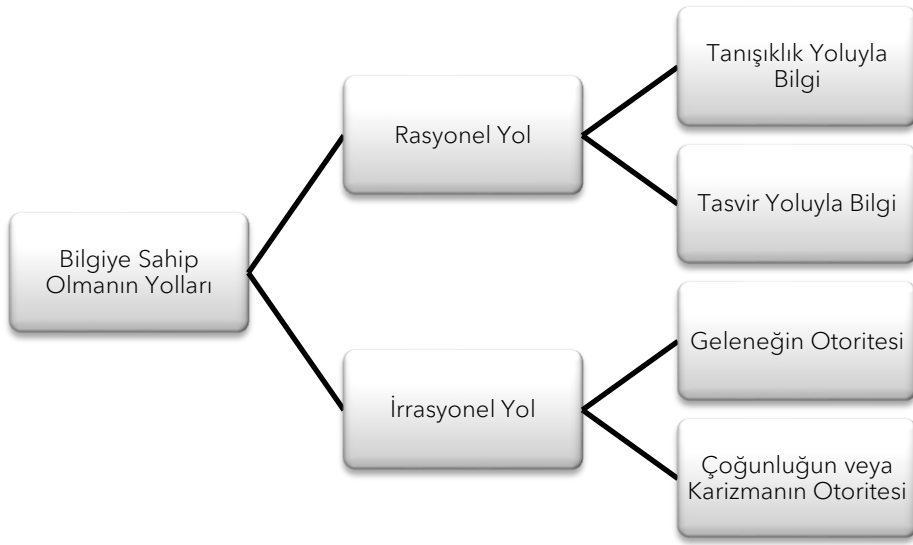 Bilgiye Sahip
Olmanın Yolları
Rasyonel Yol
Tanışıklık Yoluyla
Bilgi
Tasvir Yoluyla Bilgi
İrrasyonel Yol
Geleneğin Otoritesi
Çoğunluğun veya
Karizmanın Otoritesi